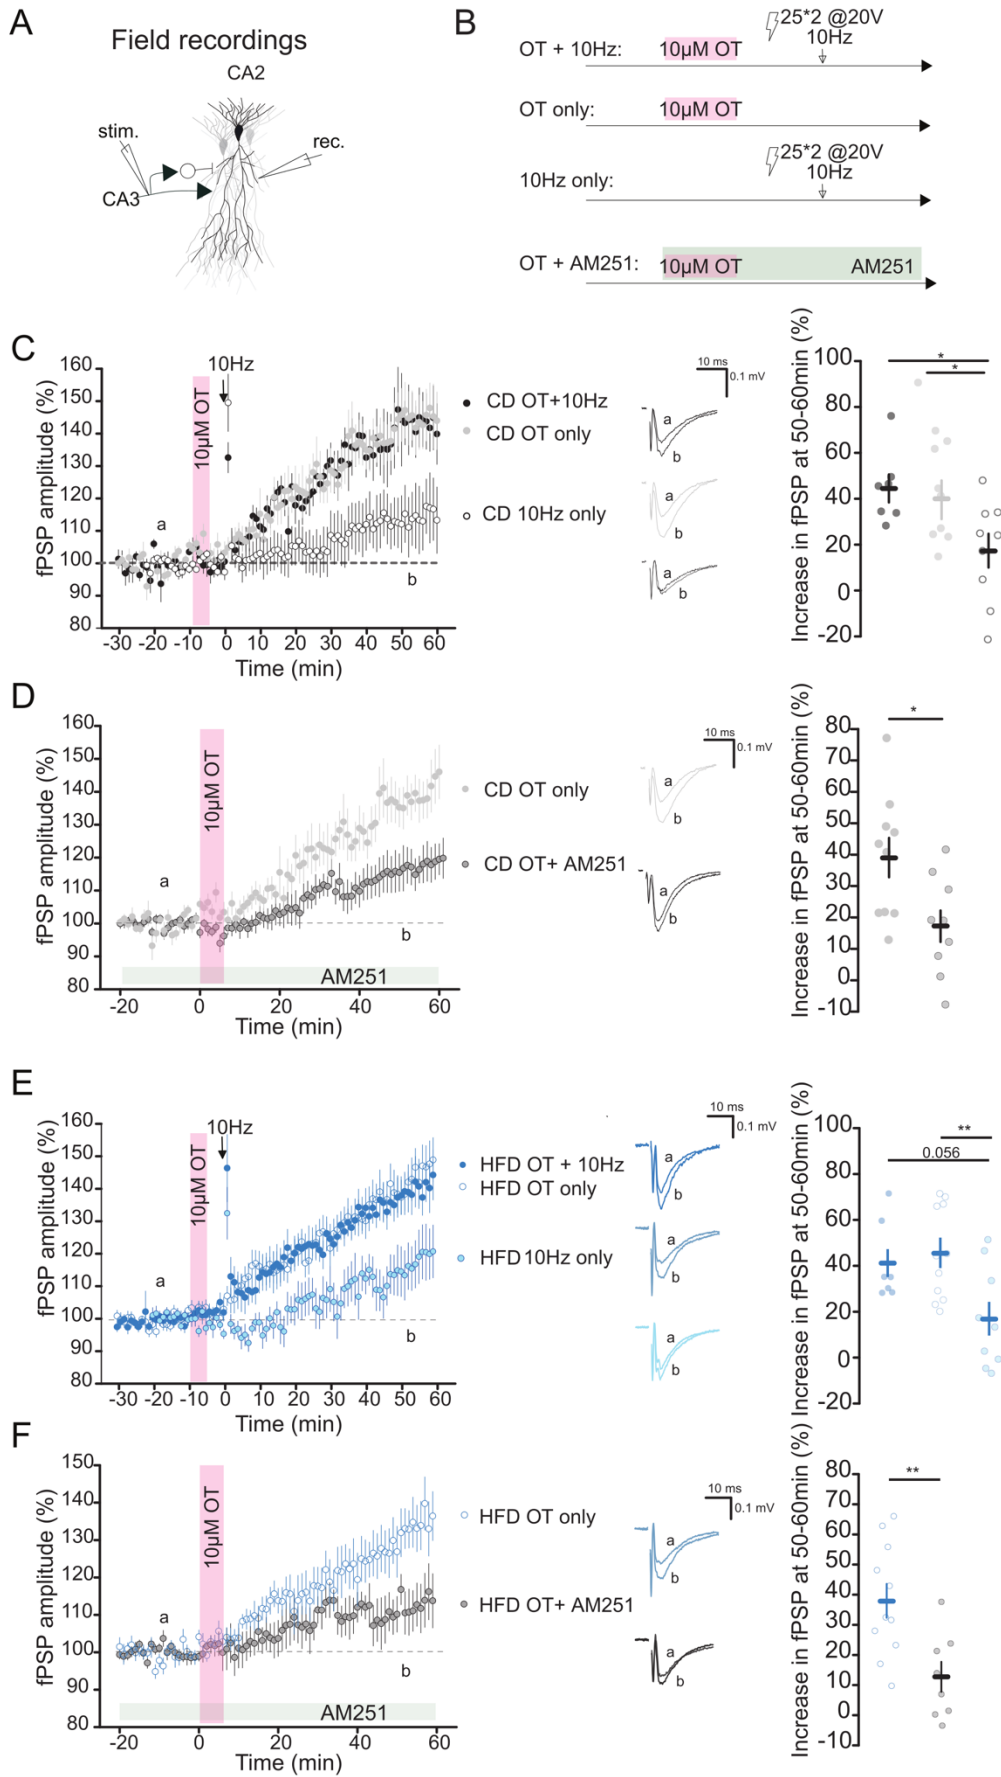 A
Field recordings
CA2
stim.
rec.
CA3
B
25*2 @20V
OT + 10Hz:
10µM OT
10Hz
OT only:
10µM OT
25*2 @20V
10Hz only:
10Hz
OT + AM251:
10µM OT
AM251
C
fPSP amplitude (%)
160
150
140
130
120
110
100
90
80
10µM OT
10Hz
a
b
-30
-20
-10
0
10
20
30
40
50
60
Time (min)
CD OT+10Hz
CD OT only
CD 10Hz only
10 ms
0.1 mV
a
b
a
b
a
b
Increase in fPSP at 50-60min (%)
100
80
60
40
20
0
-20
*
*
D
fPSP amplitude (%)
160
150
140
130
120
110
100
90
80
10µM OT
a
b
AM251
-20
0
20
40
60
Time (min)
CD OT only
CD OT+ AM251
10 ms
0.1 mV
a
b
a
b
Increase in fPSP at 50-60min (%)
80
70
60
50
40
30
20
10
0
-10
*
E
fPSP amplitude (%)
160
150
140
130
120
110
100
90
80
10µM OT
10Hz
a
b
-30
-20
-10
0
10
20
30
40
50
60
Time (min)
HFD OT + 10Hz
HFD OT only
HFD 10Hz only
10 ms
0.1 mV
a
b
a
b
a
b
Increase in fPSP at 50-60min (%)
100
80
60
40
20
0
-20
**
0.056
F
fPSP amplitude (%)
150
140
130
120
110
100
90
80
10µM OT
a
b
AM251
-20
0
20
40
60
Time (min)
HFD OT only
HFD OT+ AM251
10 ms
0.1 mV
a
b
a
b
Increase in fPSP at 50-60min (%)
80
70
60
50
40
30
20
10
0
-10
**